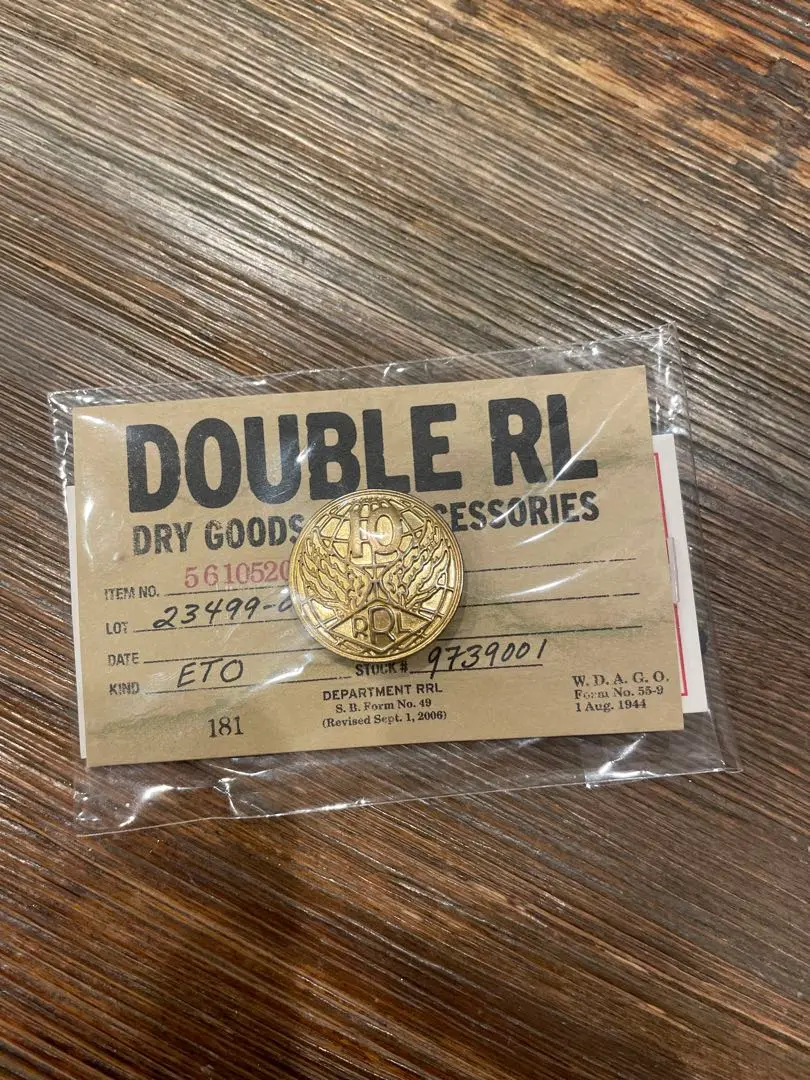 DOUBLE RL
DRY GOODS CESSORIES
ITEM NO. 5610520
LOT 23499-
DATE
KIND ETO STOCK# 9739001
DEPARTMENT RRL
S. B. Form No. 49
(Revised Sept. 1, 2006)
181
W. D. A. G. O.
Form No. 55-9
1 Aug. 1944
10
RRL